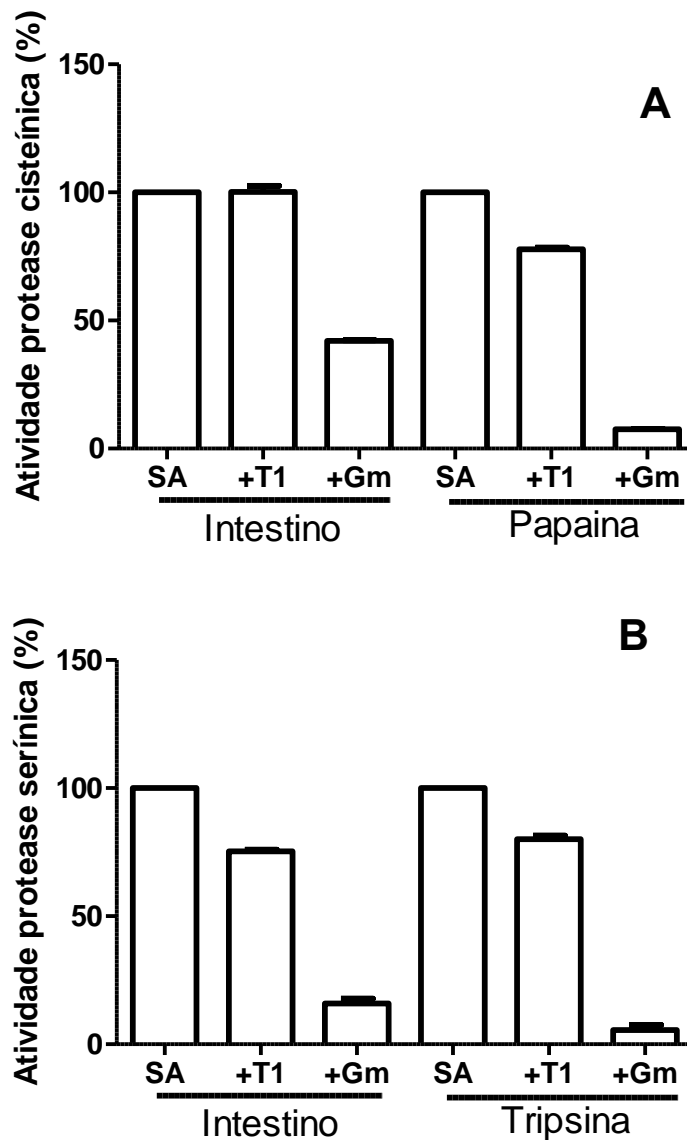 Atividade protease cisteínica (%)
150
A
100
50
0
SA +T1 +Gm SA +T1 +Gm
Intestino Papaina
Atividade protease serínica (%)
150
B
100
50
0
SA +T1 +Gm SA +T1 +Gm
Intestino Tripsina